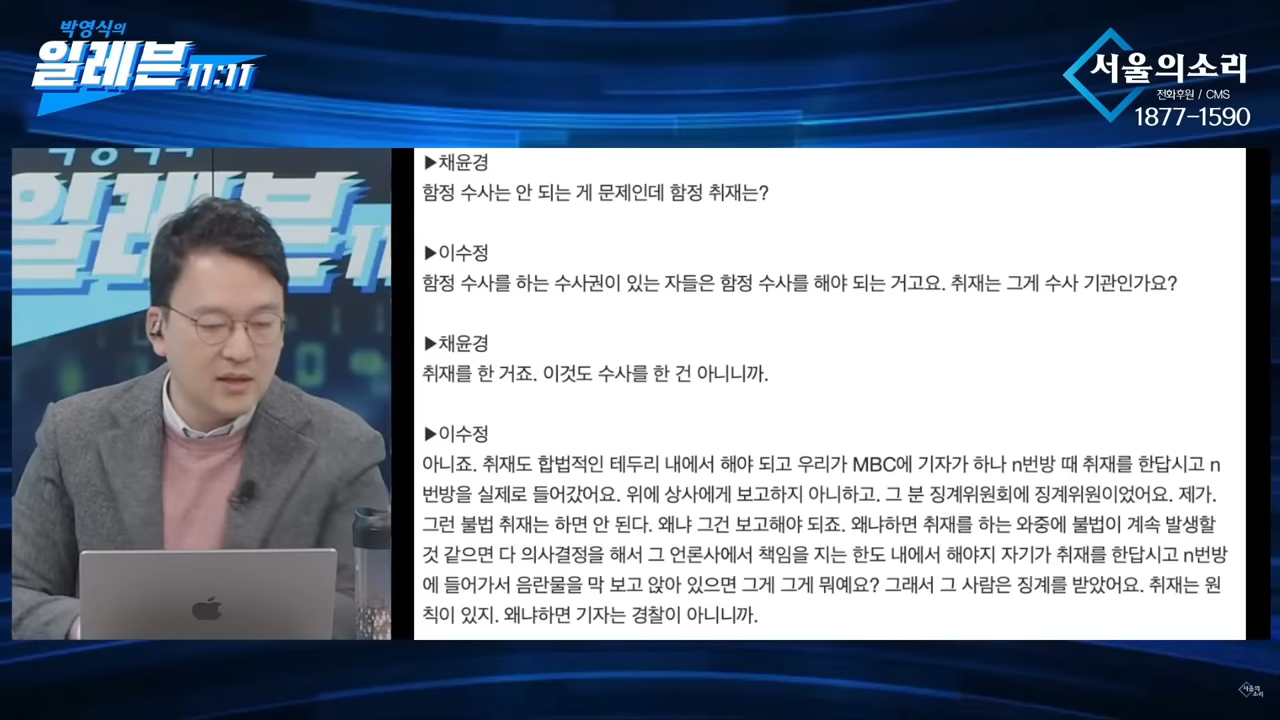 박영식의
일레븐 11:11
서울의소리
전화후원 / CMS
1877-1590
박영식의
일레븐 11
▶채윤경
함정 수사는 안 되는 게 문제인데 함정 취재는?
▶이수정
함정 수사를 하는 수사권이 있는 자들은 함정 수사를 해야 되는 거고요. 취재는 그게 수사 기관인가요?
▶채윤경
취재를 한 거죠. 이것도 수사를 한 건 아니니까.
▶이수정
아니죠. 취재도 합법적인 테두리 내에서 해야 되고 우리가 MBC에 기자가 하나 n번방 때 취재를 한답시고 n
번방을 실제로 들어갔어요. 위에 상사에게 보고하지 아니하고. 그 분 징계위원회에 징계위원이었어요. 제가.
그런 불법 취재는 하면 안 된다. 왜냐 그건 보고해야 되죠. 왜냐하면 취재를 하는 와중에 불법이 계속 발생할
것 같으면 다 의사결정을 해서 그 언론사에서 책임을 지는 한도 내에서 해야지 자기가 취재를 한답시고 n번방
에 들어가서 음란물을 막 보고 앉아 있으면 그게 그게 뭐예요? 그래서 그 사람은 징계를 받았어요. 취재는 원
칙이 있지. 왜냐하면 기자는 경찰이 아니니까.
서울의
소리